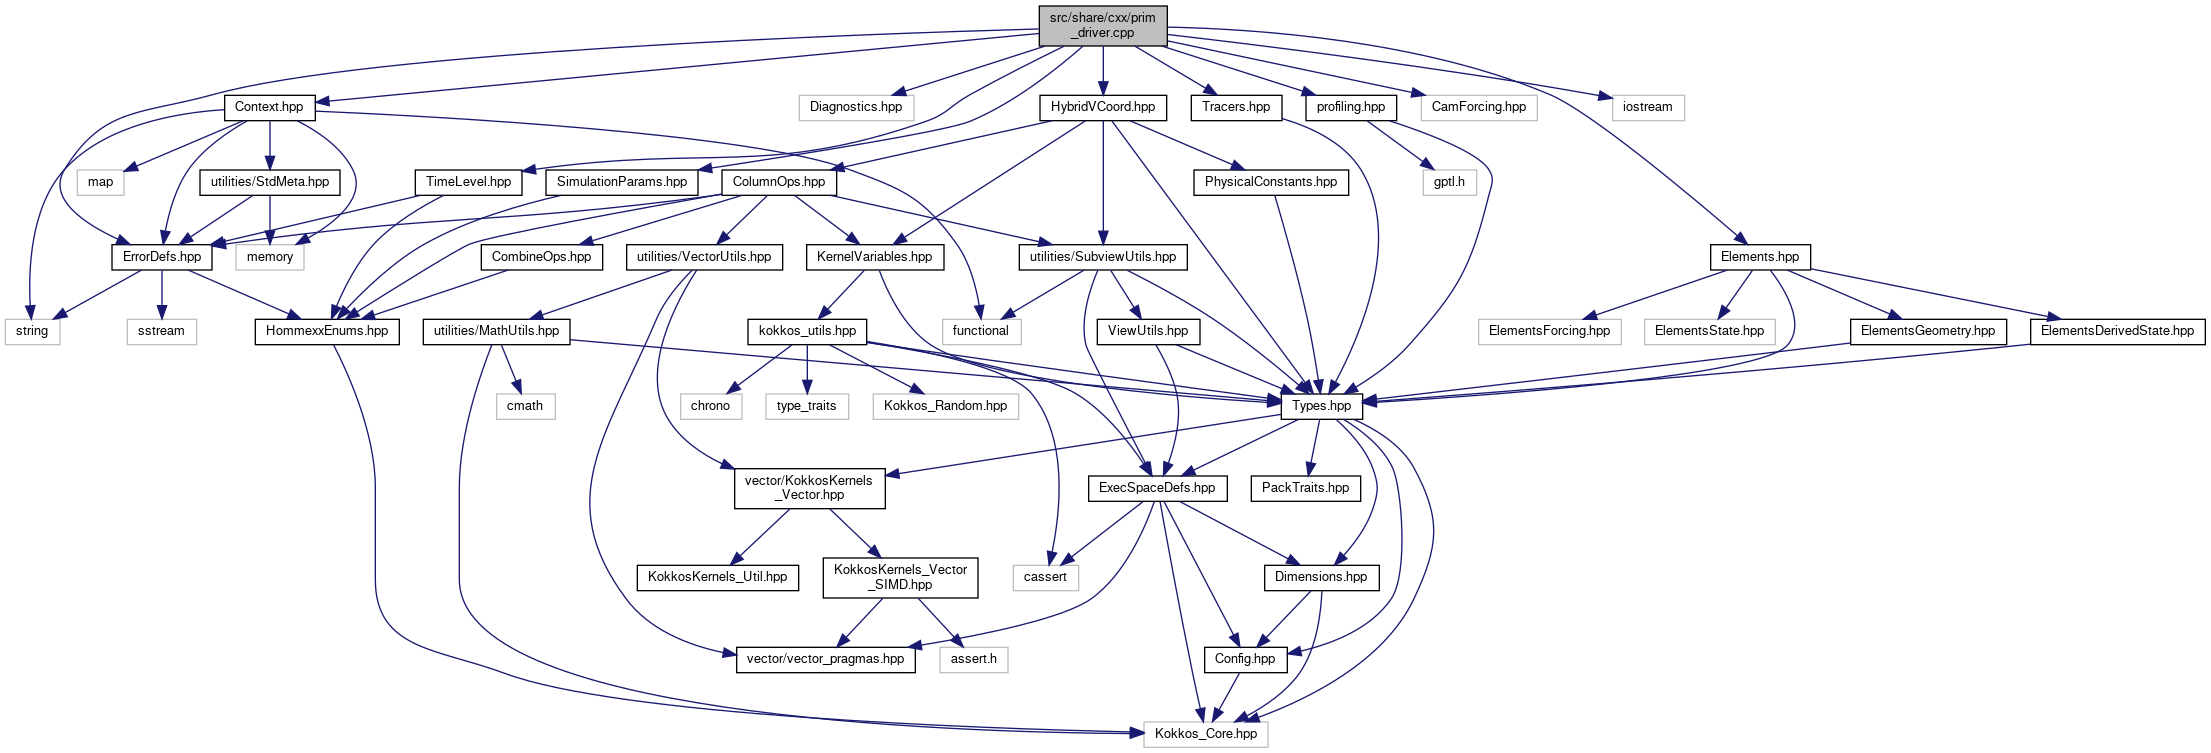 src/share/cxx/prim
_driver.cpp
Context.hpp
Diagnostics.hpp
HybridVCoord.hpp
Tracers.hpp
profiling.hpp
CamForcing.hpp
iostream
map
utilities/StdMeta.hpp
TimeLevel.hpp
SimulationParams.hpp
ColumnOps.hpp
PhysicalConstants.hpp
gptl.h
ErrorDefs.hpp
memory
CombineOps.hpp
utilities/VectorUtils.hpp
KernelVariables.hpp
utilities/SubviewUtils.hpp
Elements.hpp
string
sstream
HommexxEnums.hpp
utilities/MathUtils.hpp
kokkos_utils.hpp
functional
ViewUtils.hpp
ElementsForcing.hpp
ElementsState.hpp
ElementsGeometry.hpp
ElementsDerivedState.hpp
cmath
chrono
type_traits
Kokkos_Random.hpp
Types.hpp
vector/KokkosKernels
_Vector.hpp
ExecSpaceDefs.hpp
PackTraits.hpp
KokkosKernels_Util.hpp
KokkosKernels_Vector
_SIMD.hpp
cassert
Dimensions.hpp
vector/vector_pragmas.hpp
assert.h
Config.hpp
Kokkos_Core.hpp